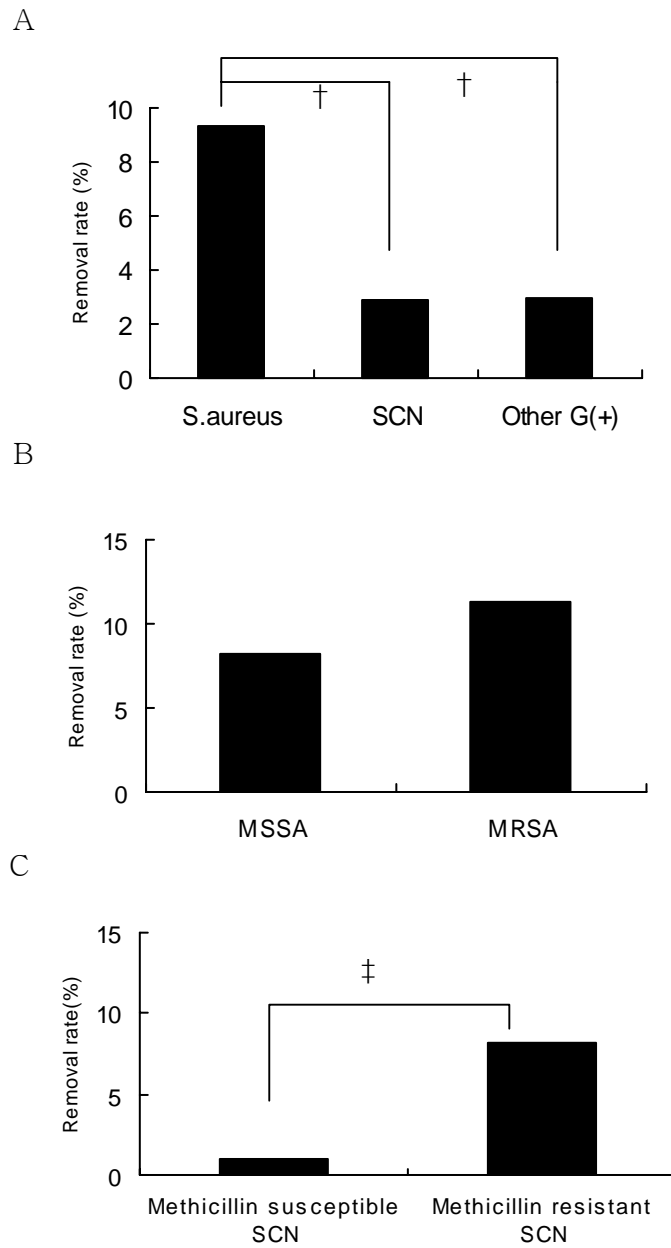 A
† †
10
8
6
4
2
0
Removal rate (%)
S.aureus SCN Other G(+)
B
15
10
5
0
Removal rate (%)
MSSA MRSA
C
‡
15
10
5
0
Removal rate(%)
Methicillin susceptible Methicillin resistant
SCN SCN